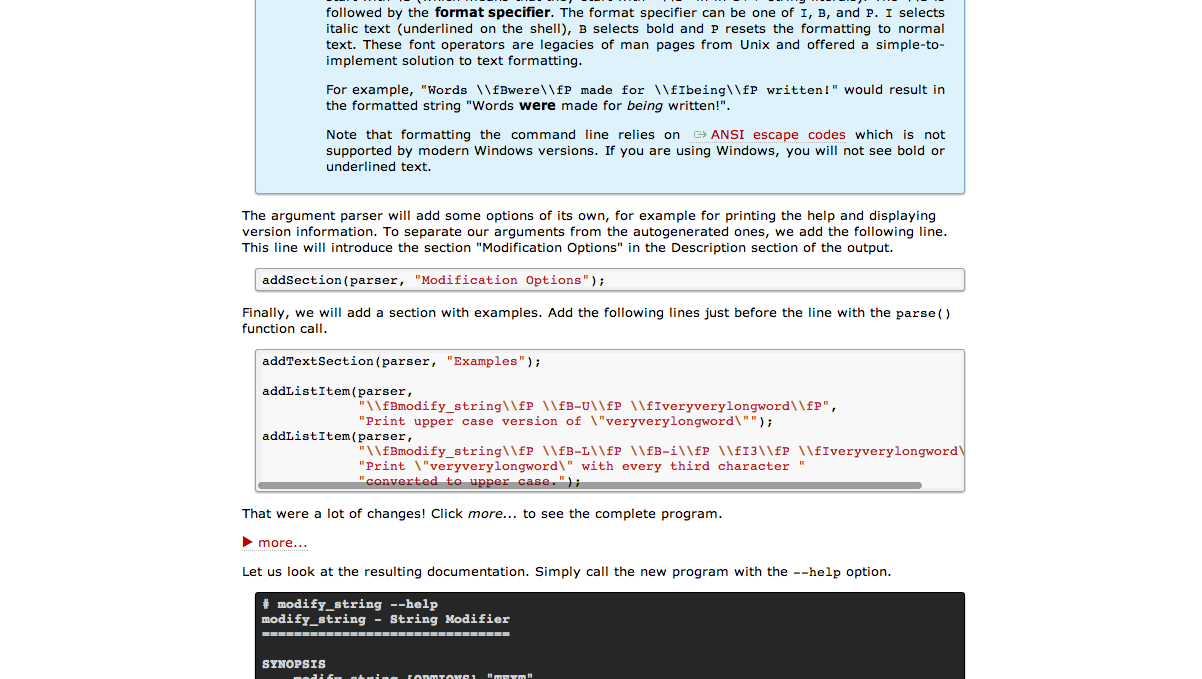 followed by the format specifier. The format specifier can be one of I, B, and P. I selects
italic text (underlined on the shell), B selects bold and P resets the formatting to normal
text. These font operators are legacies of man pages from Unix and offered a simple-to-
implement solution to text formatting.
For example, "Words \\fBwere\\fP made for \\fIbeing\\fP written!" would result in
the formatted string "Words were made for being written!".
Note that formatting the command line relies on ANSI escape codes which is not
supported by modern Windows versions. If you are using Windows, you will not see bold or
underlined text.
The argument parser will add some options of its own, for example for printing the help and displaying
version information. To separate our arguments from the autogenerated ones, we add the following line.
This line will introduce the section "Modification Options" in the Description section of the output.
addSection(parser, "Modification Options");
Finally, we will add a section with examples. Add the following lines just before the line with the parse()
function call.
addTextSection(parser, "Examples");
addListItem(parser,
"\\fBmodify_string\\fP \\fB-U\\fP \\fIveryverylongword\\fP",
"Print upper case version of \"veryverylongword\"");
addListItem(parser,
"\\fBmodify_string\\fP \\fB-L\\fP \\fB-i\\fP \\fI3\\fP \\fIveryverylongword\
"Print \"veryverylongword\" with every third character "
"converted to upper case.");
That were a lot of changes! Click more... to see the complete program.
more...
Let us look at the resulting documentation. Simply call the new program with the --help option.
# modify_string --help
modify_string - String Modifier
===============================
SYNOPSIS
modify_string [OPTIONS] "TEXT"